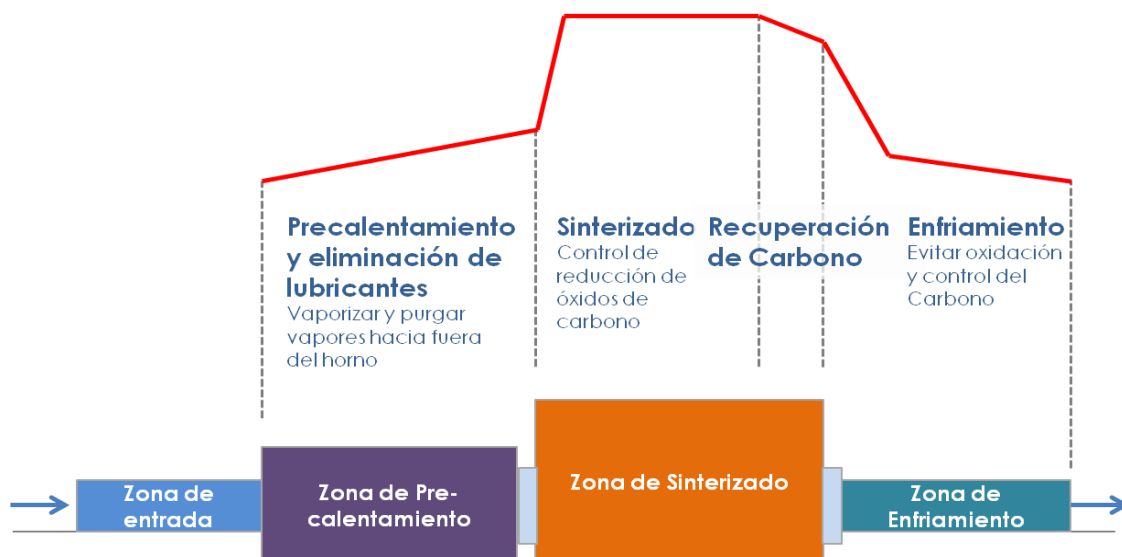 Precalentamiento
y eliminación de
lubricantes
Vaporizar y purgar
vapores hacia fuera
del horno
Sinterizado
Control de
reducción de
óxidos de
carbono
Recuperación
de Carbono
Enfriamiento
Evitar oxidación
y control del
Carbono
Zona de
entrada
Zona de Pre-
calentamiento
Zona de Sinterizado
Zona de
Enfriamiento